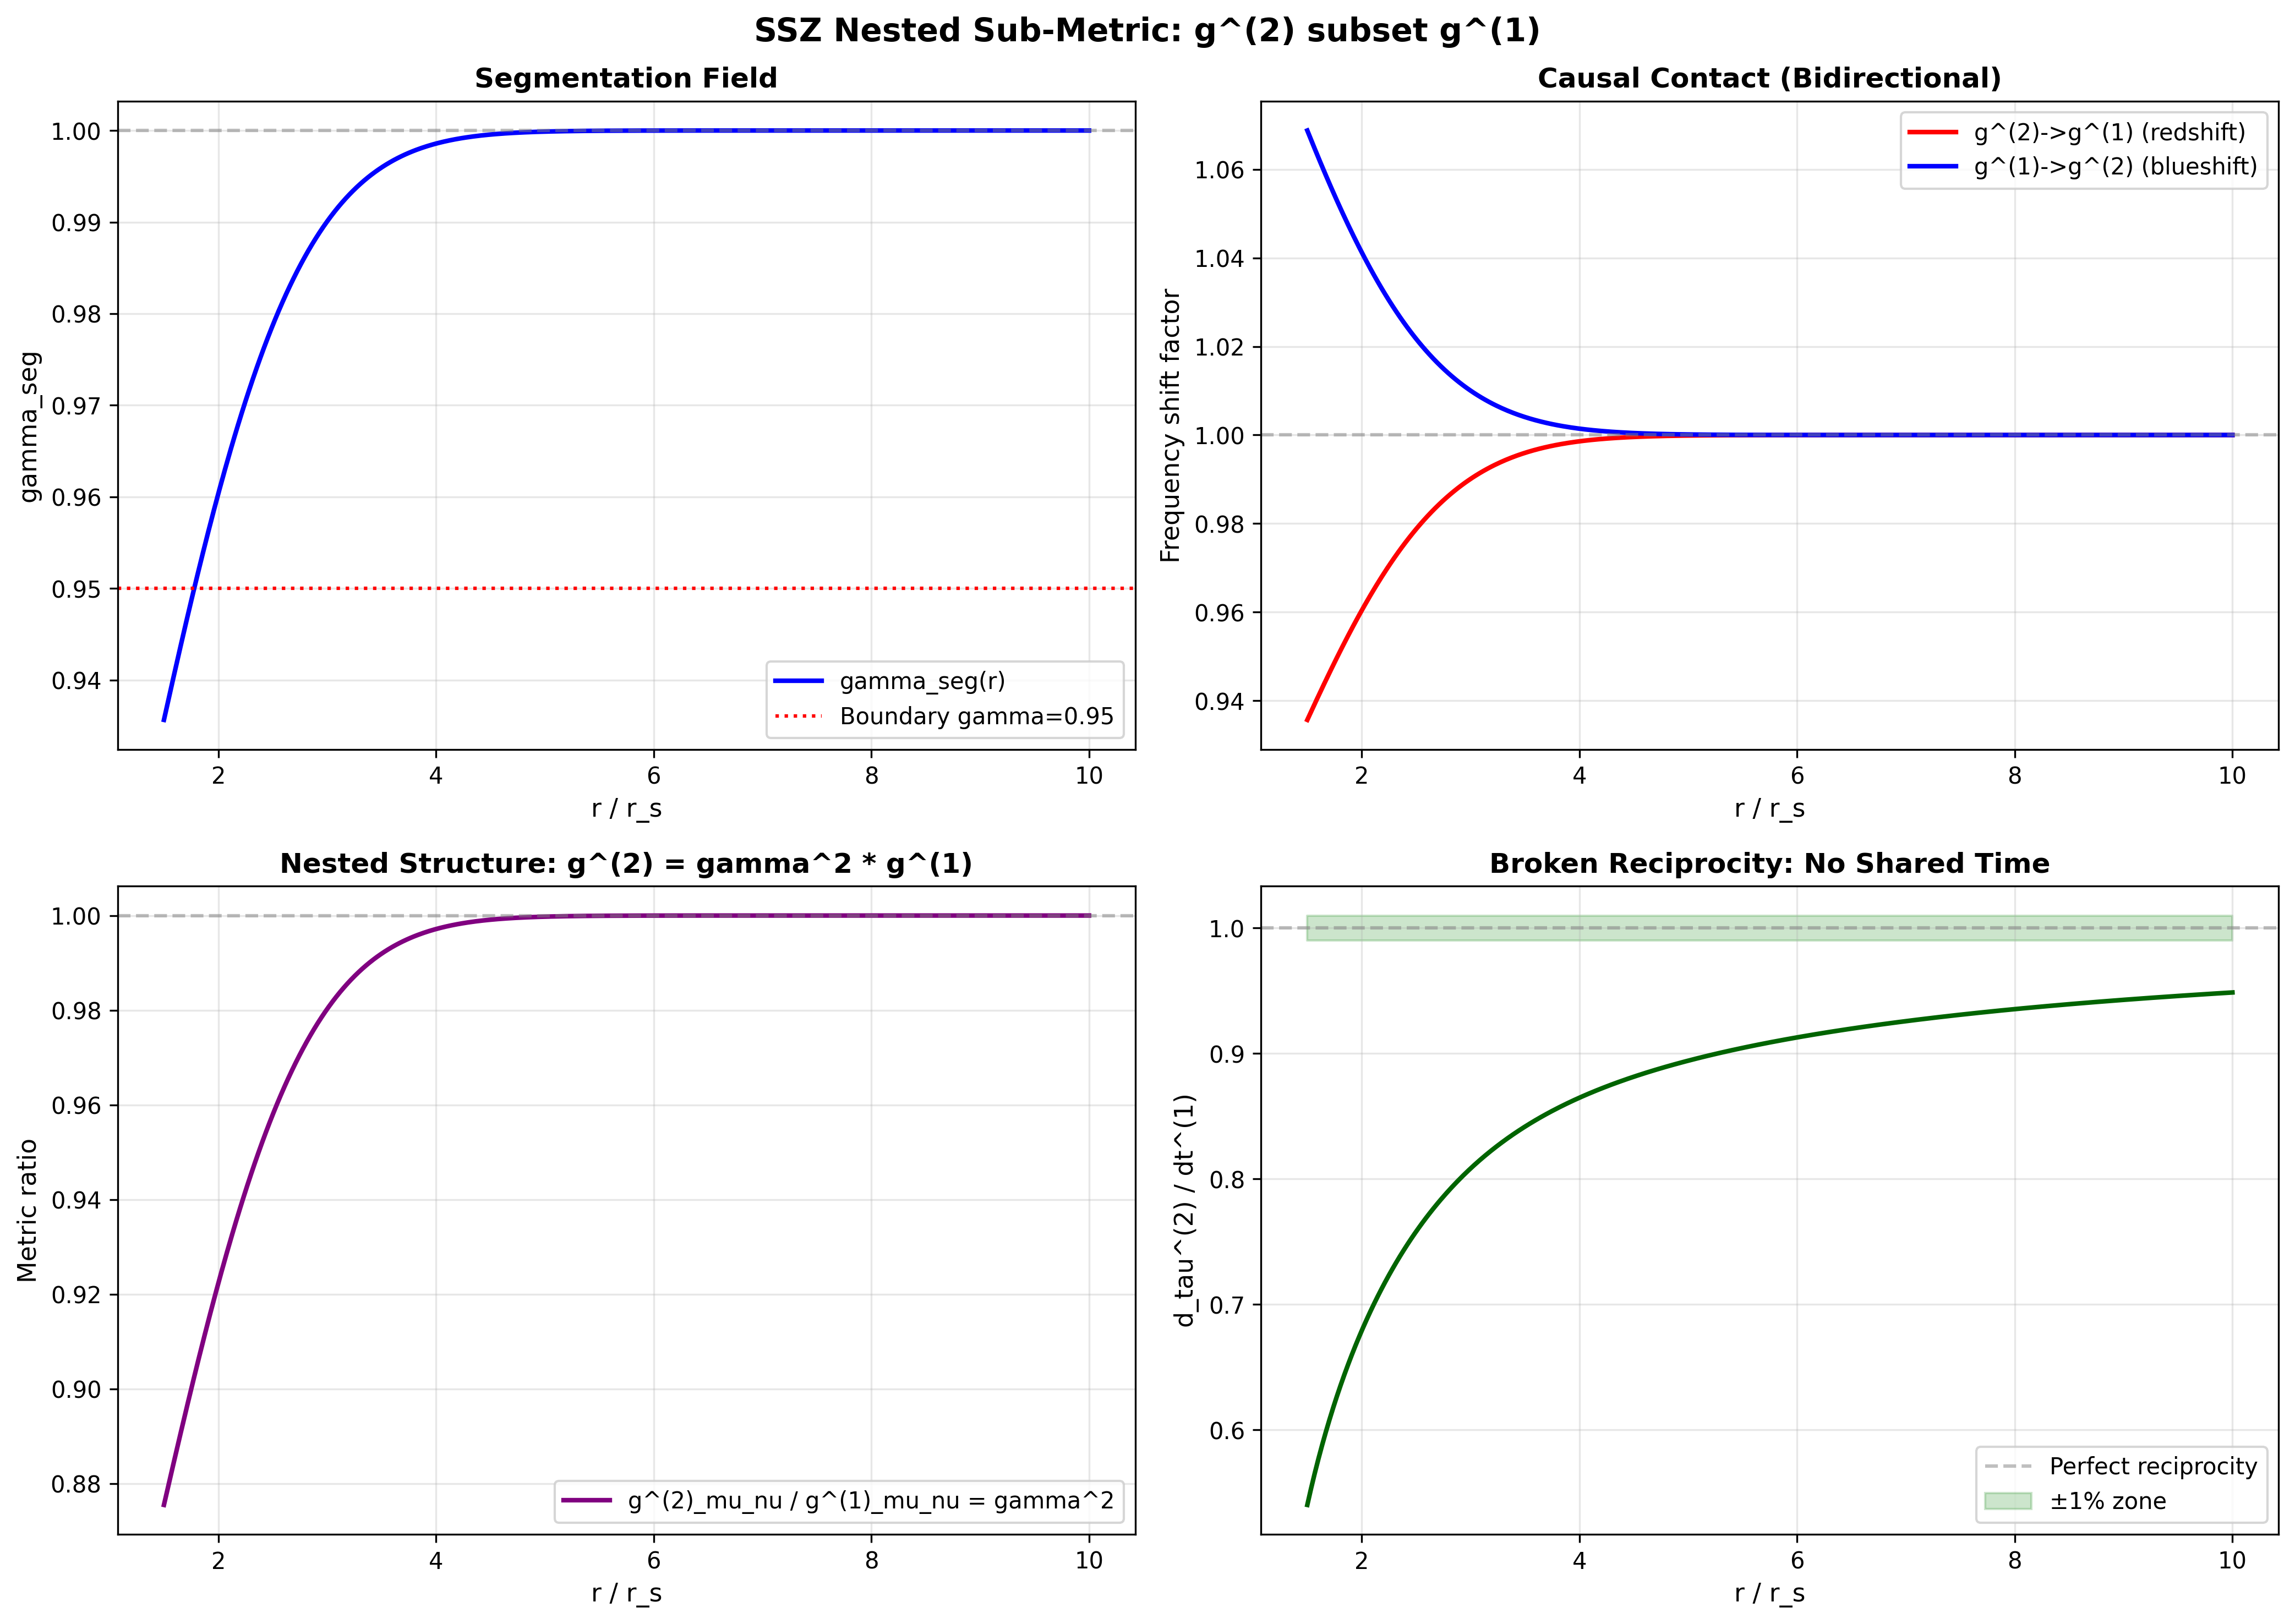 SSZ Nested Sub-Metric: g^(2) subset g^(1)
Segmentation Field
gamma_seg
1.00
0.99
0.98
0.97
0.96
0.95
0.94
gamma_seg(r)
Boundary gamma=0.95
2 4 6 8 10
r / r_s
Causal Contact (Bidirectional)
Frequency shift factor
1.06
1.04
1.02
1.00
0.98
0.96
0.94
g^(2)->g^(1) (redshift)
g^(1)->g^(2) (blueshift)
2 4 6 8 10
r / r_s
Nested Structure: g^(2) = gamma^2 * g^(1)
Metric ratio
1.00
0.98
0.96
0.94
0.92
0.90
0.88
g^(2)_mu_nu / g^(1)_mu_nu = gamma^2
2 4 6 8 10
r / r_s
Broken Reciprocity: No Shared Time
d_tau^(2) / dt^(1)
1.0
0.9
0.8
0.7
0.6
Perfect reciprocity
±1% zone
2 4 6 8 10
r / r_s